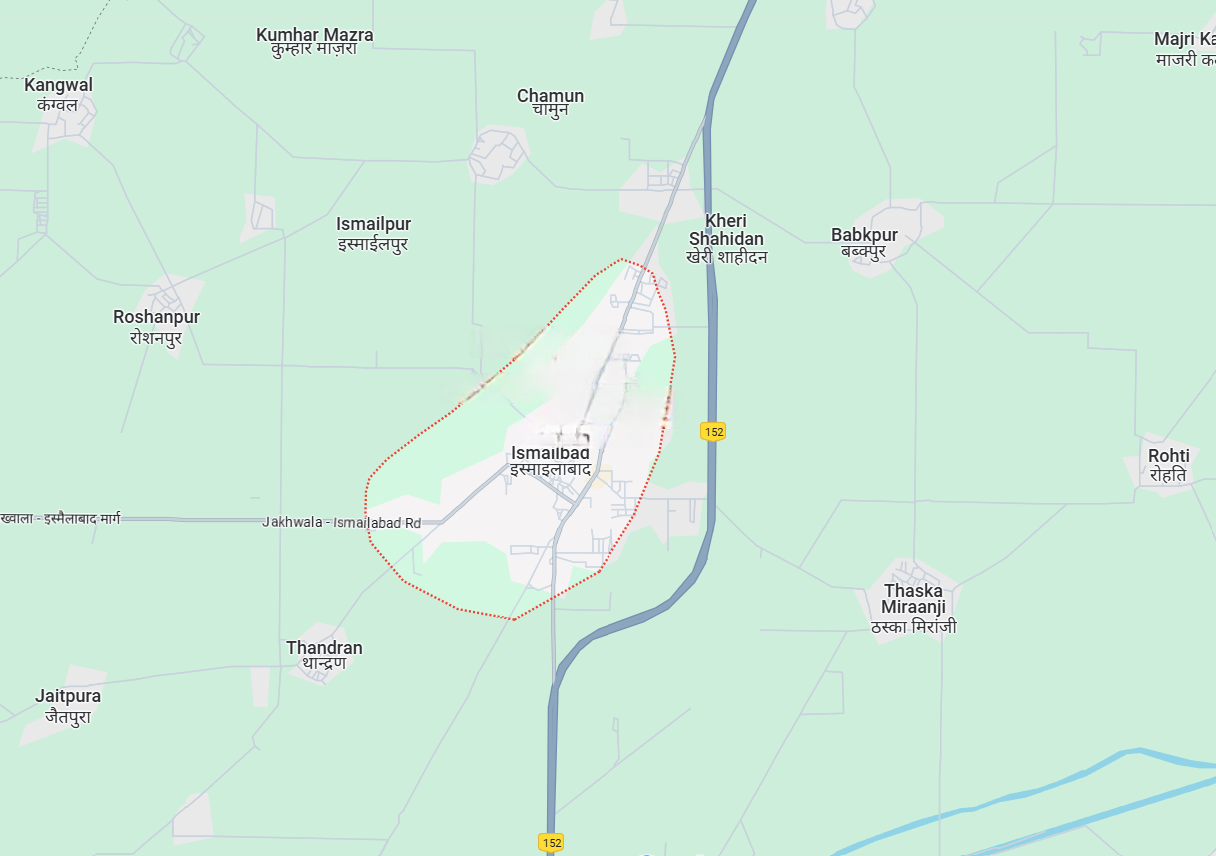 Kumhar Mazra
कुम्हार माज़रा
Majri Ka
माजरी क
Kangwal
कंग्वल
Chamun
चामुन
Ismailpur
इस्माईलपुर
Kheri
Shahidan
खेरी शाहीदन
Babkpur
बब्क्पुर
Roshanpur
रोशनपुर
152
Ismailbad
इस्माइलाबाद
Rohti
रोहति
ख्वाला - इस्मैलाबाद मार्ग
Jakhwala - Ismailabad Rd
Thaska
Miraanji
ठस्का मिरांजी
Thandran
थान्द्रण
Jaitpura
जैतपुरा
152